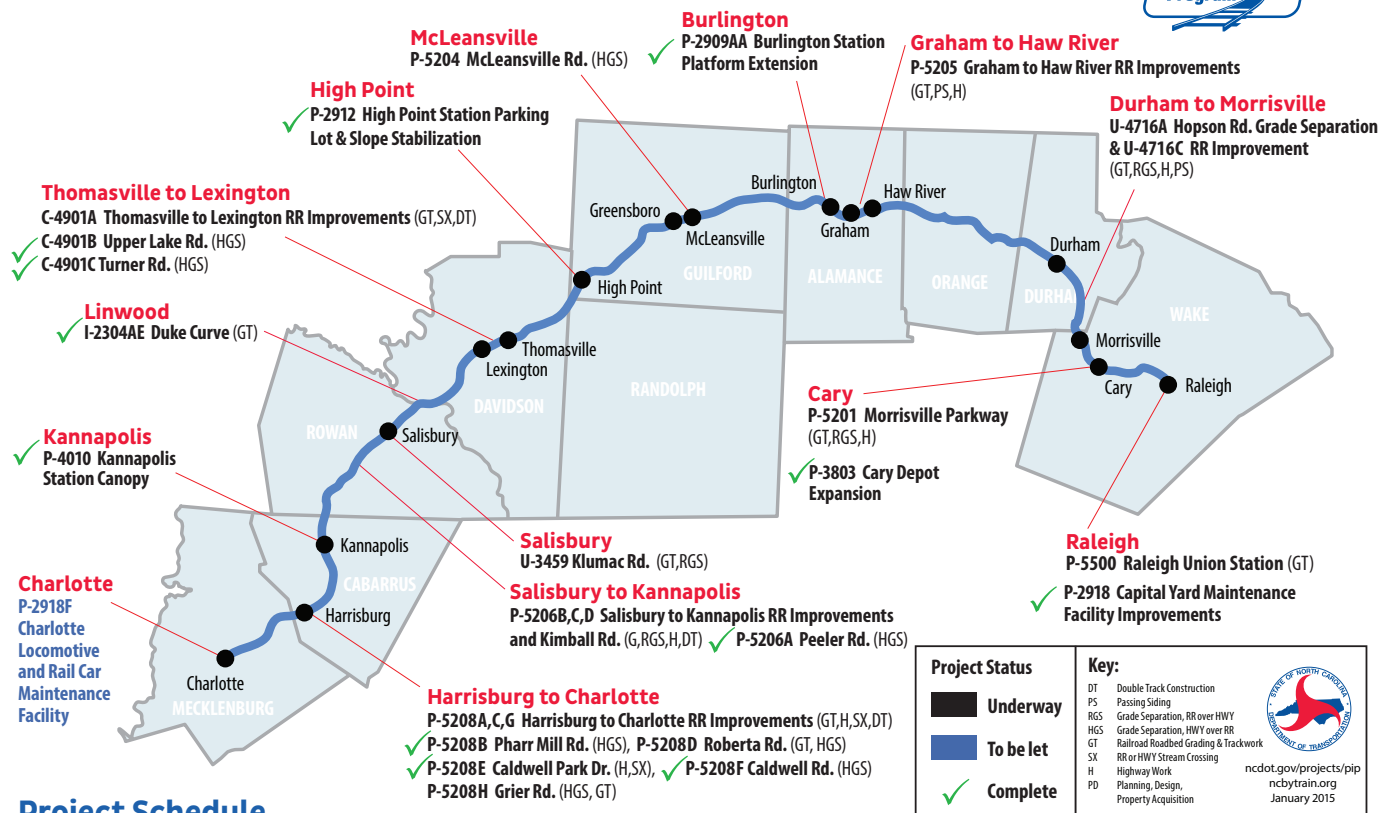 Program
McLeansville
P-5204 McLeansville Rd. (HGS)
Burlington
P-2909AA Burlington Station
Platform Extension
Graham to Haw River
P-5205 Graham to Haw River RR Improvements
(GT,PS,H)
High Point
P-2912 High Point Station Parking
Lot & Slope Stabilization
Durham to Morrisville
U-4716A Hopson Rd. Grade Separation
& U-4716C RR Improvement
(GT,RGS,H,PS)
Thomasville to Lexington
C-4901A Thomasville to Lexington RR Improvements (GT,SX,DT)
C-4901B Upper Lake Rd. (HGS)
C-4901C Turner Rd. (HGS)
Linwood
I-2304AE Duke Curve (GT)
Kannapolis
P-4010 Kannapolis
Station Canopy
Charlotte
P-2918F
Charlotte
Locomotive
and Rail Car
Maintenance
Facility
Burlington
Haw River
Graham
Greensboro
McLeansville
High Point
Durham
Morrisville
Cary
Raleigh
Thomasville
Lexington
Salisbury
Kannapolis
Harrisburg
Charlotte
GUILFORD
ALAMANCE
ORANGE
DURHA
WAKE
RANDOLPH
DAVIDSON
ROWAN
CABARRUS
MECKLENBURG
Cary
P-5201 Morrisville Parkway
(GT,RGS,H)
P-3803 Cary Depot
Expansion
Raleigh
P-5500 Raleigh Union Station (GT)
P-2918 Capital Yard Maintenance
Facility Improvements
Salisbury
U-3459 Klumac Rd. (GT,RGS)
Salisbury to Kannapolis
P-5206B,C,D Salisbury to Kannapolis RR Improvements
and Kimball Rd. (G,RGS,H,DT) P-5206A Peeler Rd. (HGS)
Harrisburg to Charlotte
P-5208A,C,G Harrisburg to Charlotte RR Improvements (GT,H,SX,DT)
P-5208B Pharr Mill Rd. (HGS), P-5208D Roberta Rd. (GT, HGS)
P-5208E Caldwell Park Dr. (H,SX), P-5208F Caldwell Rd. (HGS)
P-5208H Grier Rd. (HGS, GT)
Project Status
Underway
To be let
Complete
Key:
DT Double Track Construction
PS Passing Siding
RGS Grade Separation, RR over HWY
HGS Grade Separation, HWY over RR
GT Railroad Roadbed Grading & Trackwork
SX RR or HWY Stream Crossing
H Highway Work
PD Planning, Design,
Property Acquisition
STATE OF NORTH CAROLINA
DEPARTMENT OF TRANSPORTATION
ncdot.gov/projects/pip
ncbytrain.org
January 2015
Project Schedule